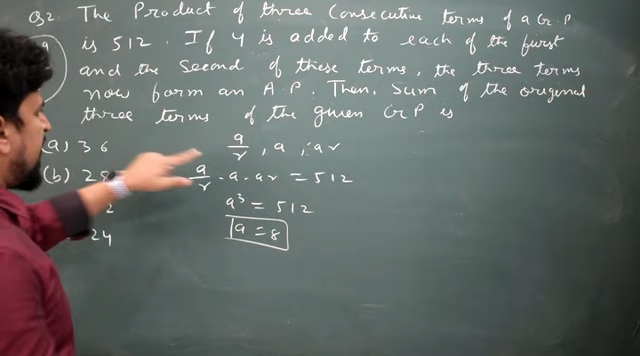 Q2. The Product of three Consecutive terms of a G.P
is 512. If 4 is added to each of the first
and the second of these terms, the three terms
now form an A.P. Then sum of the original
three terms of the given G.P is
(a) 36
a/r , a , ar
(b) 28
a/r · a · ar = 512
2
a³ = 512
24
a = 8